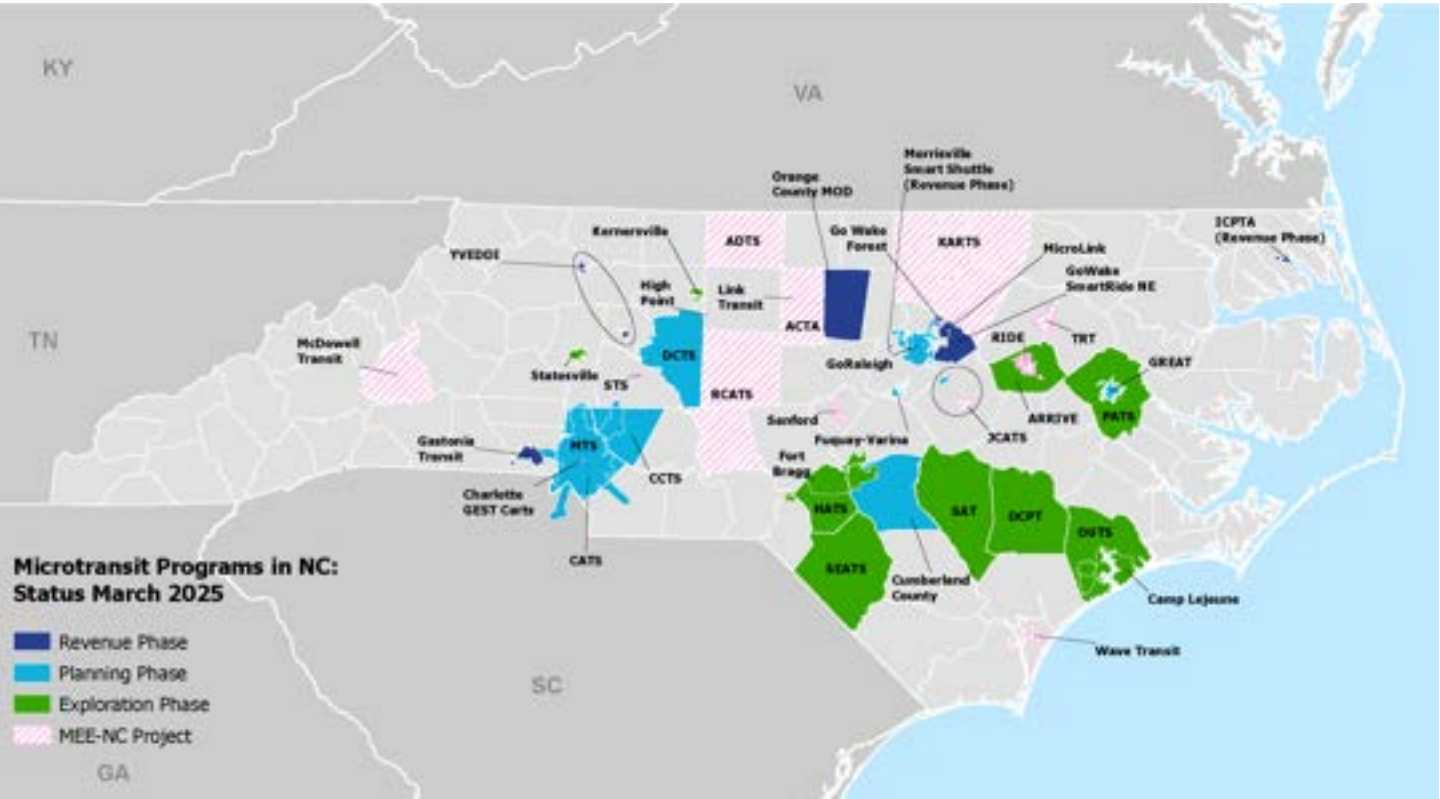 KY
VA
Morrisville
Smart Shuttle
(Revenue Phase)
Orange
County MOD
ICPTA
(Revenue Phase)
Kernersville
AOTS
Go Wake
Forest
KARTS
MicroLink
YVEDDI
GoWake
SmartRide NE
High
Point
Link
Transit
ACTA
TN
McDowell
Transit
RIDE
TRT
DCTS
GoRaleigh
GREAT
Statesville
STS
RCATS
Sanford
ARRIVE
PATS
Fuquay-Varina
JCATS
Gastonia
Transit
MTS
Fort
Bragg
CCTS
Charlotte
GEST Carts
HATS
SAT
DCPT
OUTS
CATS
SEATS
Cumberland
County
Camp Lejeune
Wave Transit
Microtransit Programs in NC:
Status March 2025
Revenue Phase
Planning Phase
Exploration Phase
MEE-NC Project
SC
GA